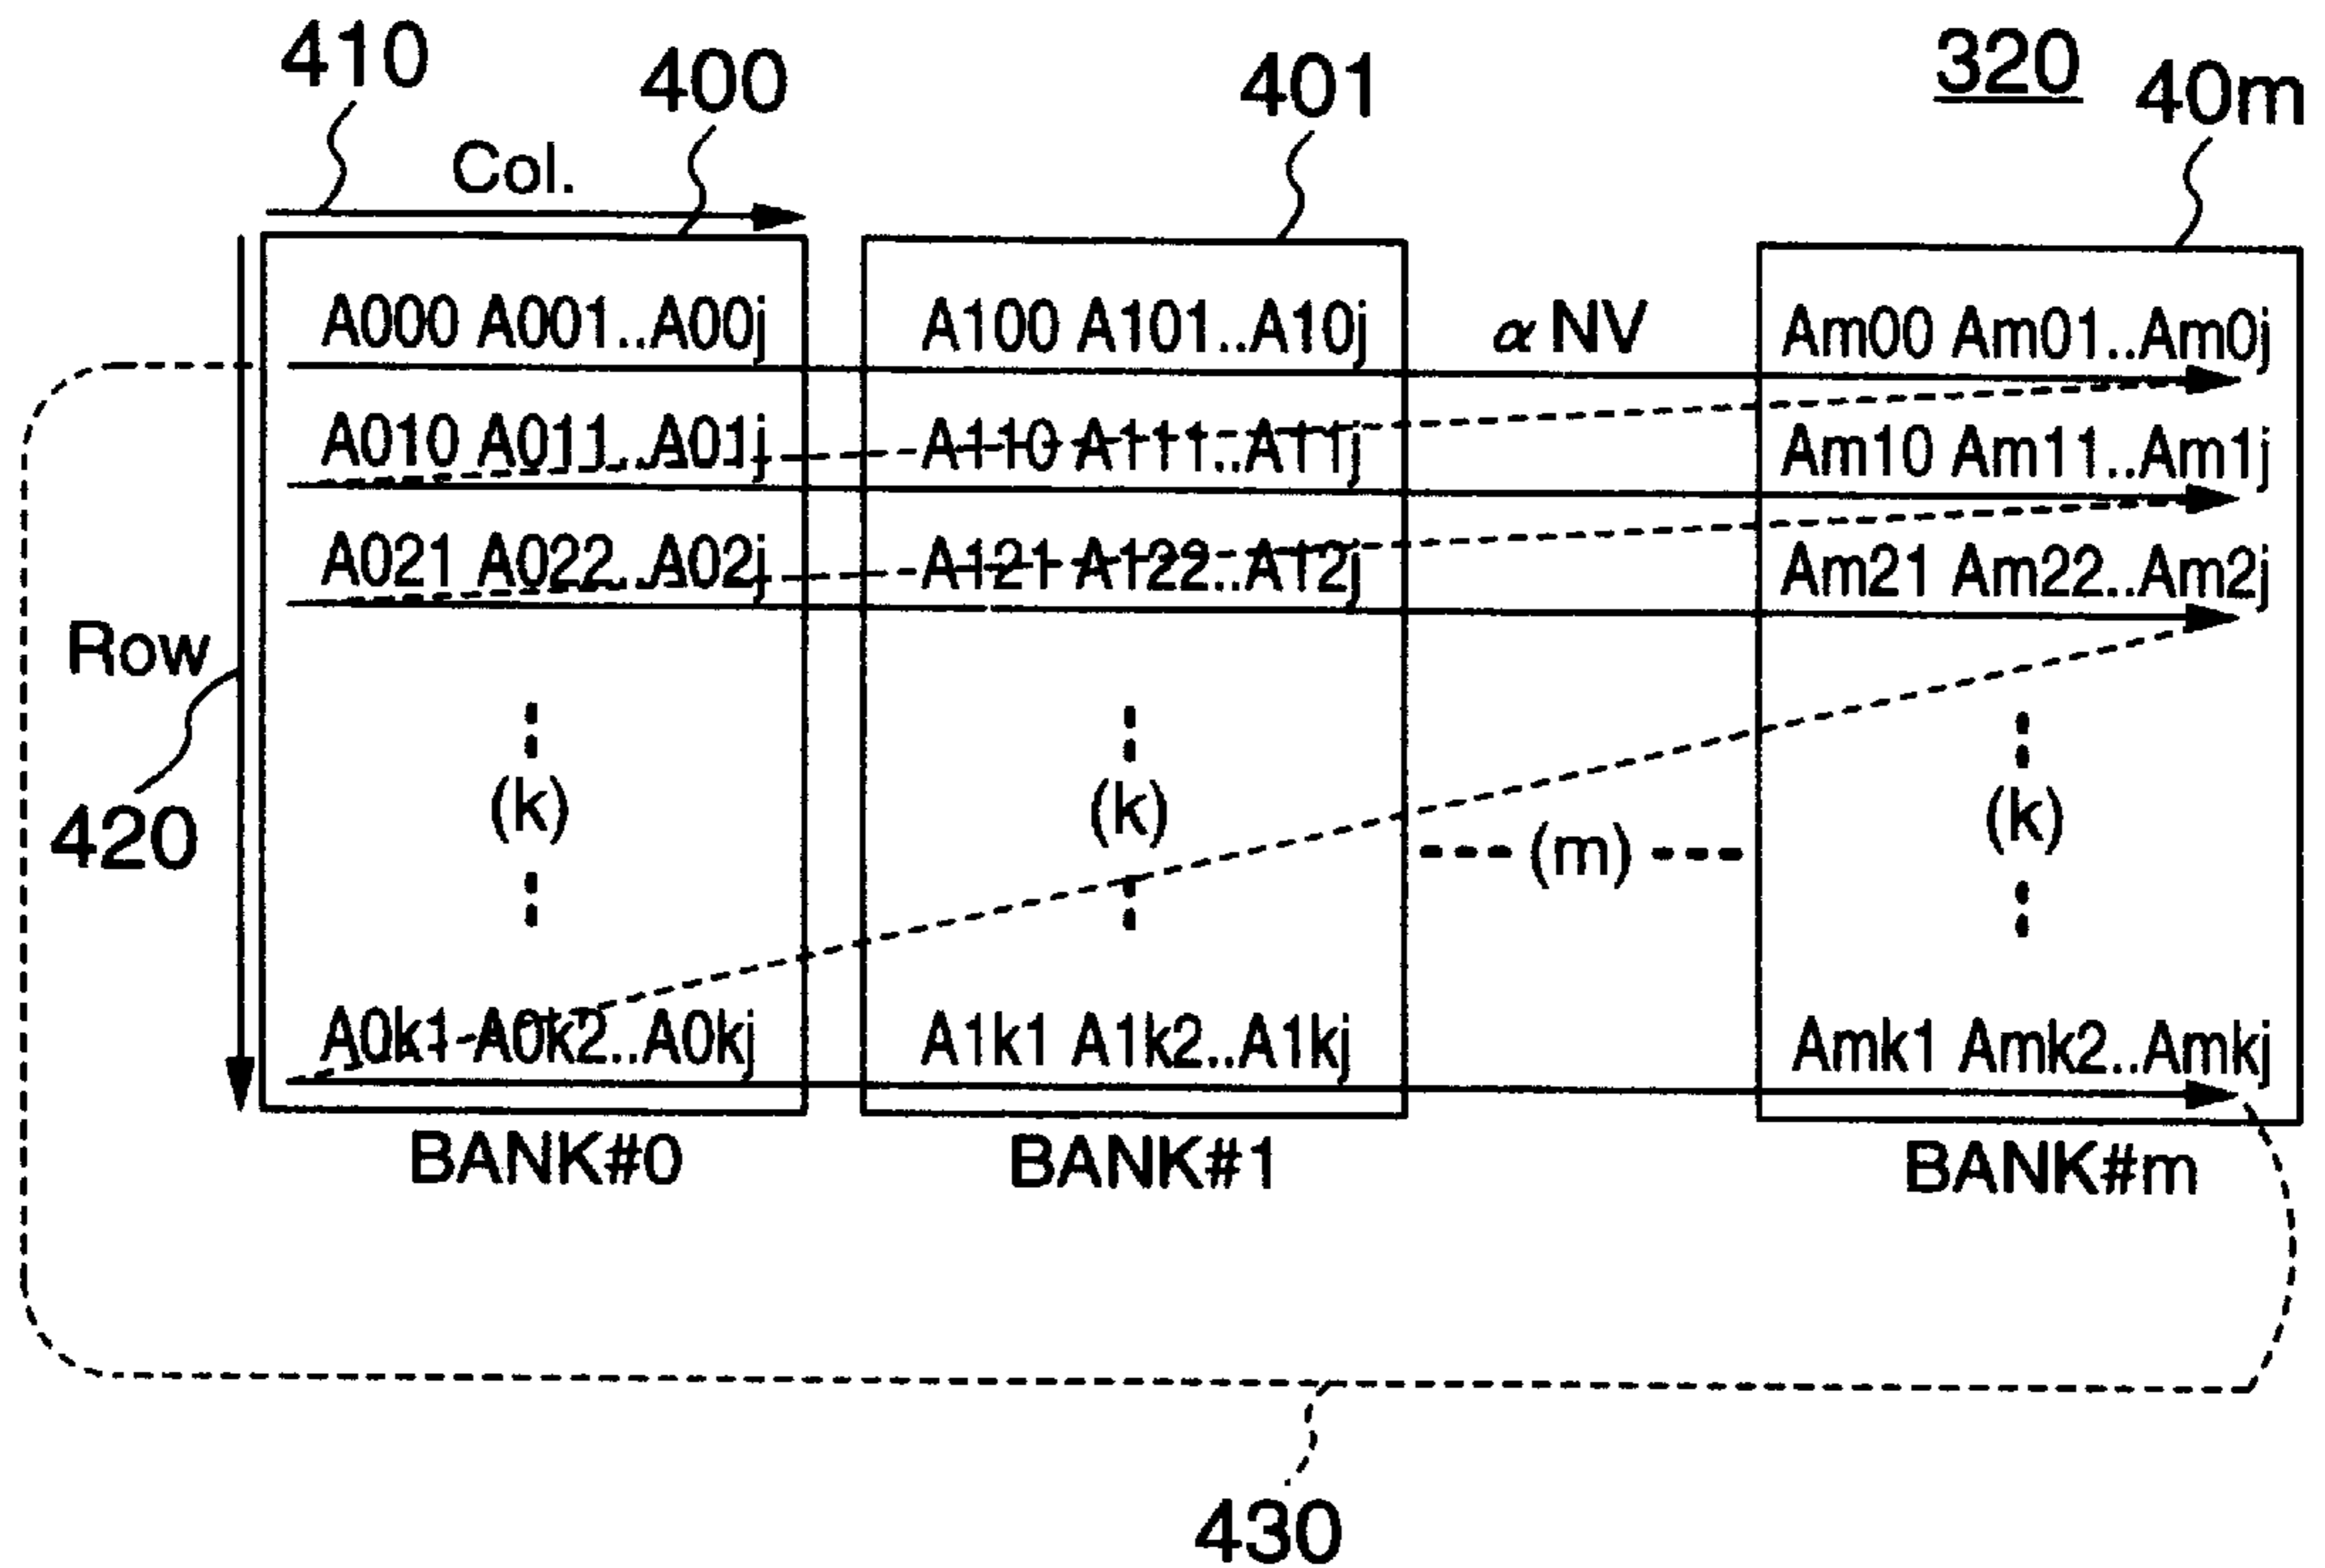 410
400
401
320
40m
Col.
A000 A001..A00j
A100 A101..A10j
α NV
Am00 Am01..Am0j
A010 A011..A01j
A110 A111..A11j
Am10 Am11..Am1j
A021 A022..A02j
A121 A122..A12j
Am21 Am22..Am2j
Row
420
(k)
(k)
(m)
(k)
A0k1 A0k2..A0kj
A1k1 A1k2..A1kj
Amk1 Amk2..Amkj
BANK#0
BANK#1
BANK#m
430